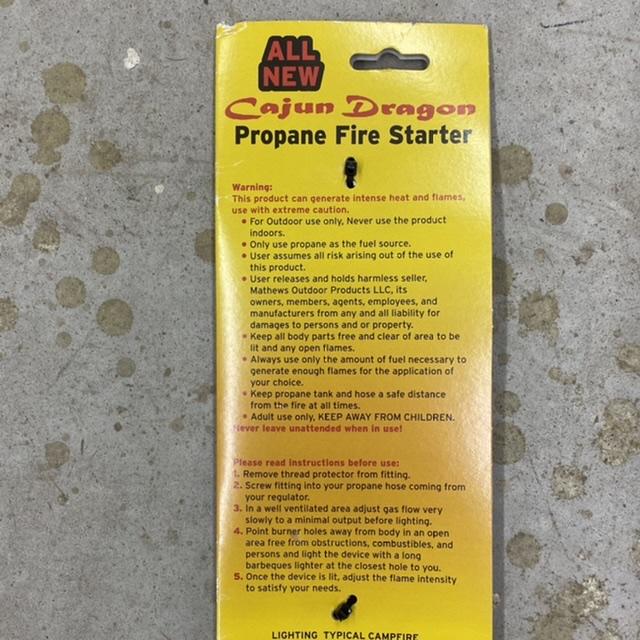 ALL
NEW
Cajun Dragon
Propane Fire Starter
Warning:
This product can generate intense heat and flames,
use with extreme caution.
• For Outdoor use only, Never use the product
indoors.
• Only use propane as the fuel source.
• User assumes all risk arising out of the use of
this product.
• User releases and holds harmless seller,
Mathews Outdoor Products LLC, its
owners, members, agents, employees, and
manufacturers from any and all liability for
damages to persons and or property.
• Keep all body parts free and clear of area to be
lit and any open flames.
• Always use only the amount of fuel necessary to
generate enough flames for the application of
your choice.
• Keep propane tank and hose a safe distance
from the fire at all times.
• Adult use only, KEEP AWAY FROM CHILDREN.
Never leave unattended when in use!
Please read instructions before use:
1. Remove thread protector from fitting.
2. Screw fitting into your propane hose coming from
your regulator.
3. In a well ventilated area adjust gas flow very
slowly to a minimal output before lighting.
4. Point burner holes away from body in an open
area free from obstructions, combustibles, and
persons and light the device with a long
barbeques lighter at the closest hole to you.
5. Once the device is lit, adjust the flame intensity
to satisfy your needs.
LIGHTING TYPICAL CAMPFIRE